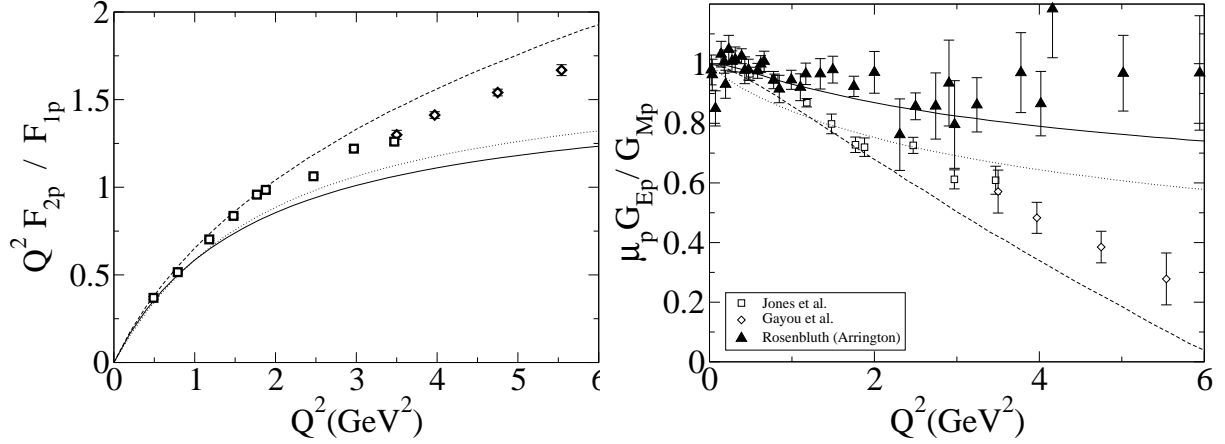 2
1.5
1
0.5
0
0 1 2 3 4 5 6
Q² F₂ₚ / F₁ₚ
Q²(GeV²)
1
0.8
0.6
0.4
0.2
0
0 2 4 6
μₚGEₚ/ GMₚ
Q²(GeV²)
Jones et al.
Gayou et al.
Rosenbluth (Arrington)